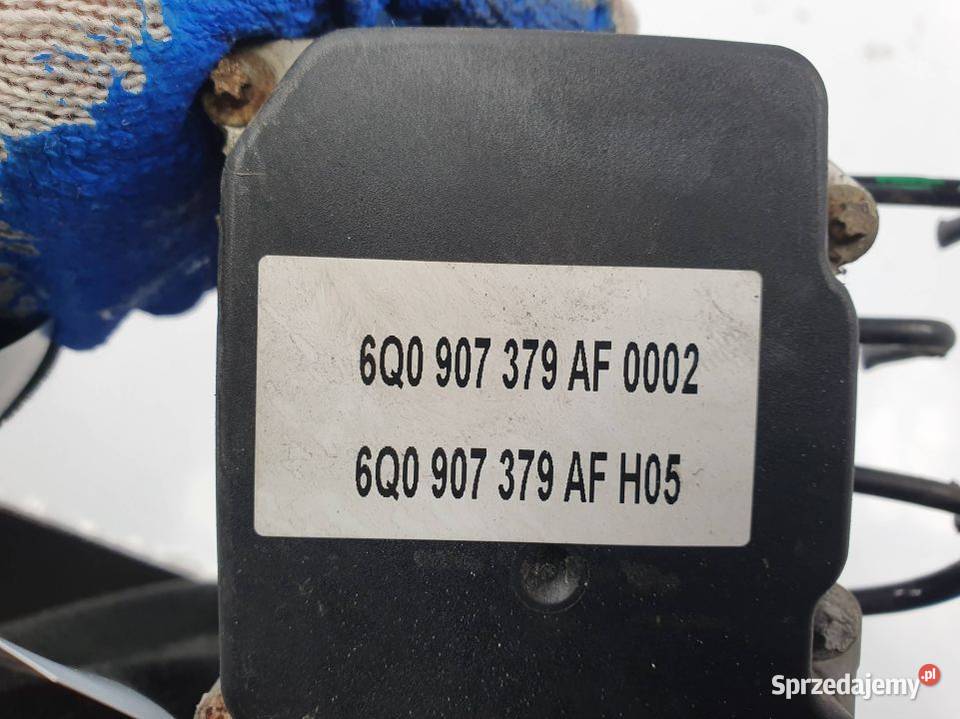 6Q0 907 379 AF 0002
6Q0 907 379 AF H05
Sprzedajemy.pl